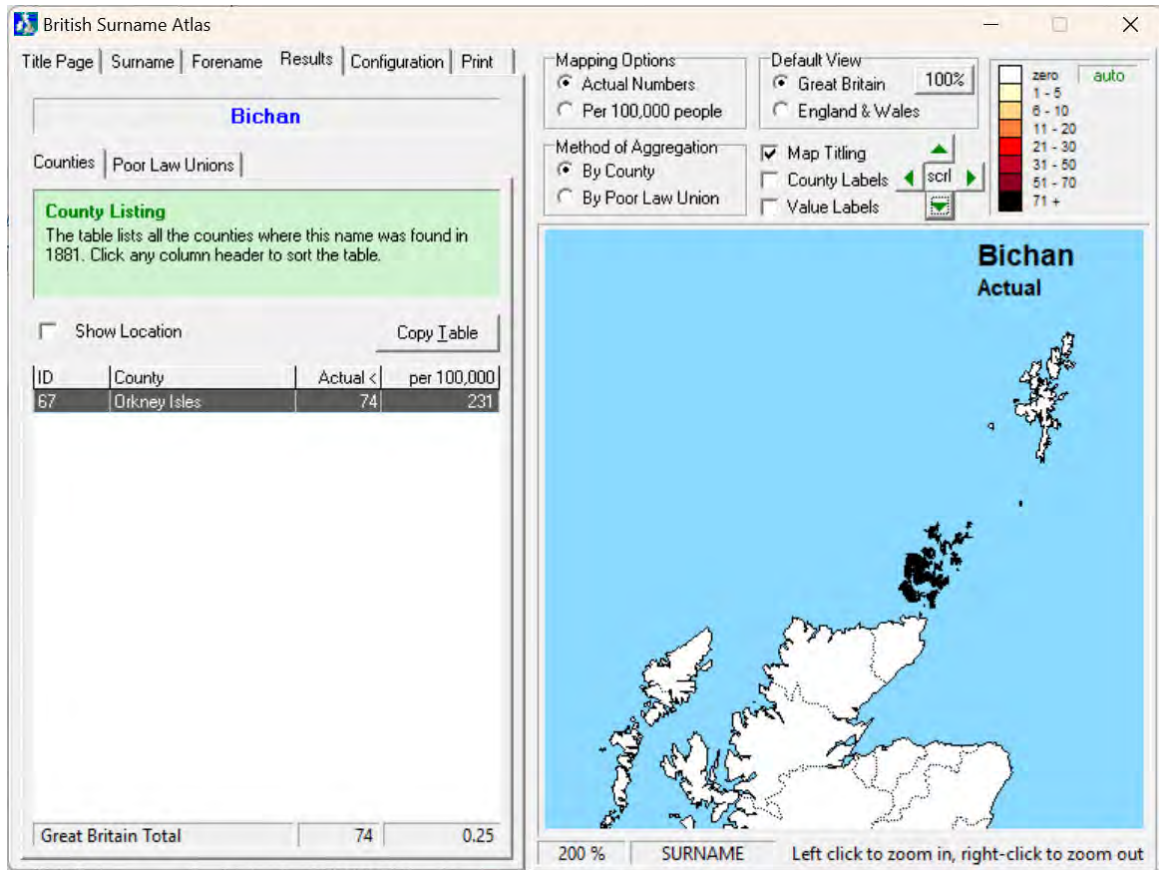 British Surname Atlas
Title Page Surname Forename Results Configuration Print
Bichan
Counties Poor Law Unions
County Listing
The table lists all the counties where this name was found in
1881. Click any column header to sort the table.
Show Location
Copy Table
ID County Actual < per 100,000
67 Orkney Isles 74 231
Great Britain Total 74 0.25
Mapping Options
Actual Numbers
Per 100,000 people
Method of Aggregation
By County
By Poor Law Union
Default View
Great Britain
100%
England & Wales
Map Titling
County Labels
Value Labels
scrl
zero
auto
1 - 5
6 - 10
11 - 20
21 - 30
31 - 50
51 - 70
71 +
Bichan
Actual
200 % SURNAME Left click to zoom in, right-click to zoom out